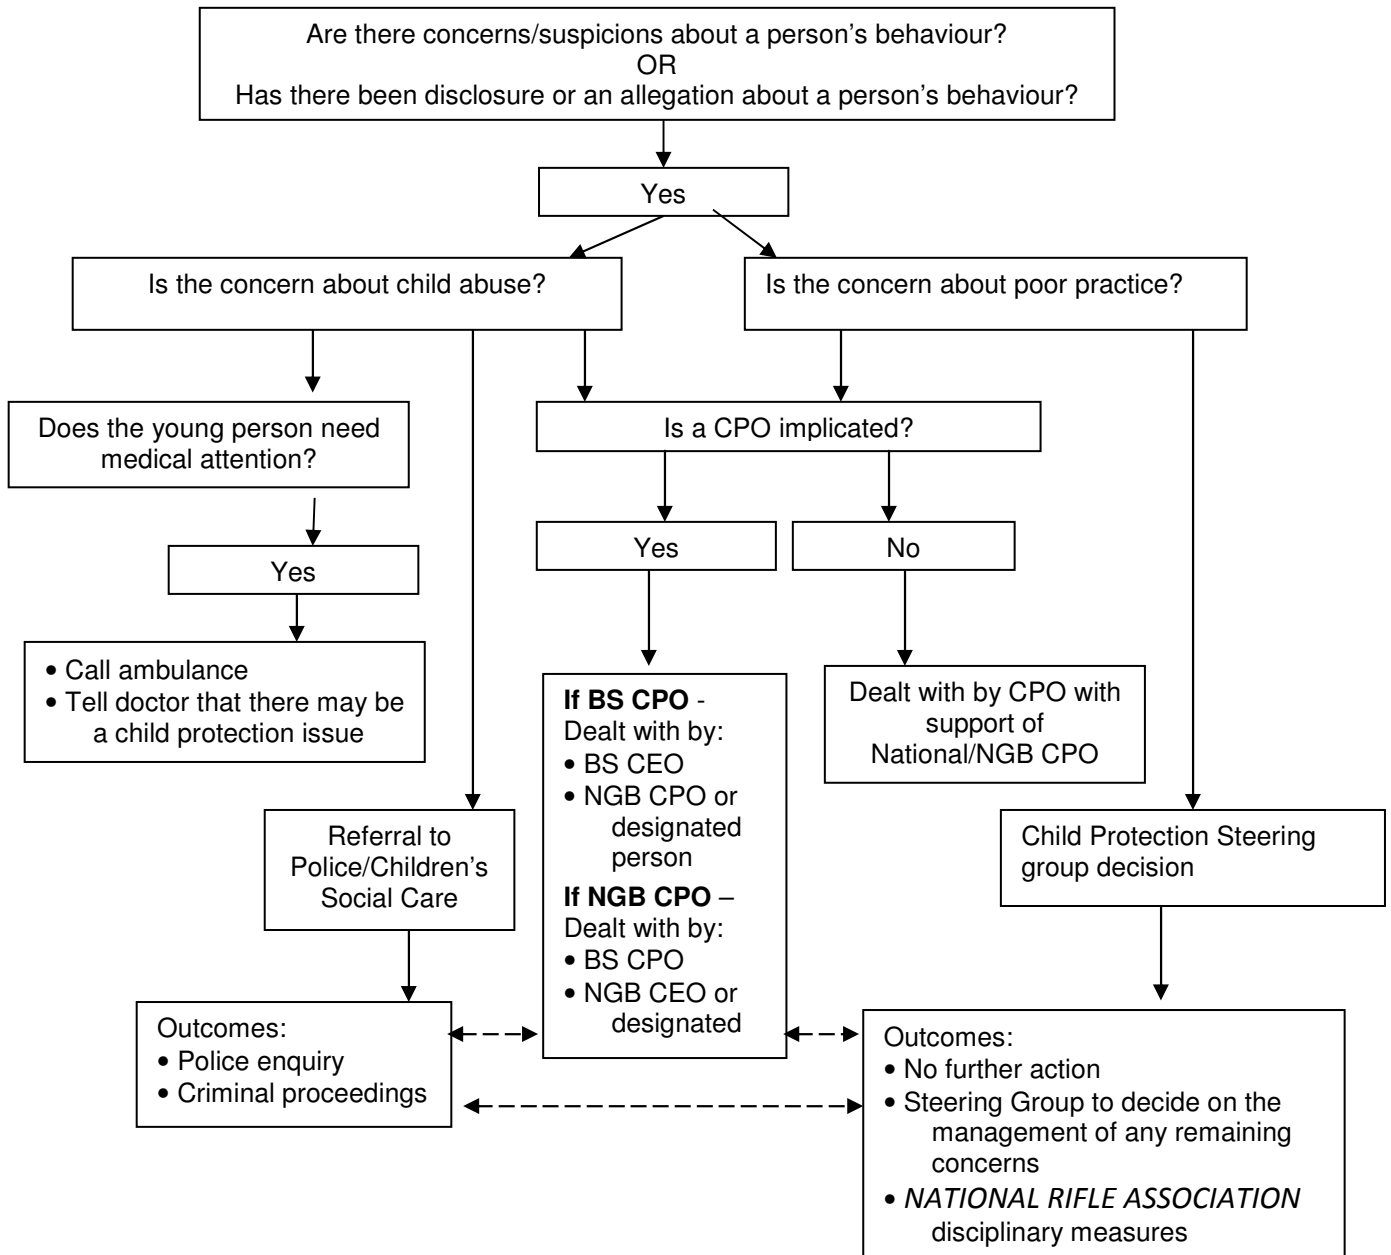 Are there concerns/suspicions about a person’s behaviour?
OR
Has there been disclosure or an allegation about a person’s behaviour?
Yes
Is the concern about child abuse?
Is the concern about poor practice?
Does the young person need
medical attention?
Is a CPO implicated?
Yes
Yes
No
• Call ambulance
• Tell doctor that there may be
a child protection issue
If BS CPO -
Dealt with by:
• BS CEO
• NGB CPO or
designated
person
If NGB CPO –
Dealt with by:
• BS CPO
• NGB CEO or
designated
Dealt with by CPO with
support of
National/NGB CPO
Referral to
Police/Children’s
Social Care
Child Protection Steering
group decision
Outcomes:
• Police enquiry
• Criminal proceedings
Outcomes:
• No further action
• Steering Group to decide on the
management of any remaining
concerns
• NATIONAL RIFLE ASSOCIATION
disciplinary measures